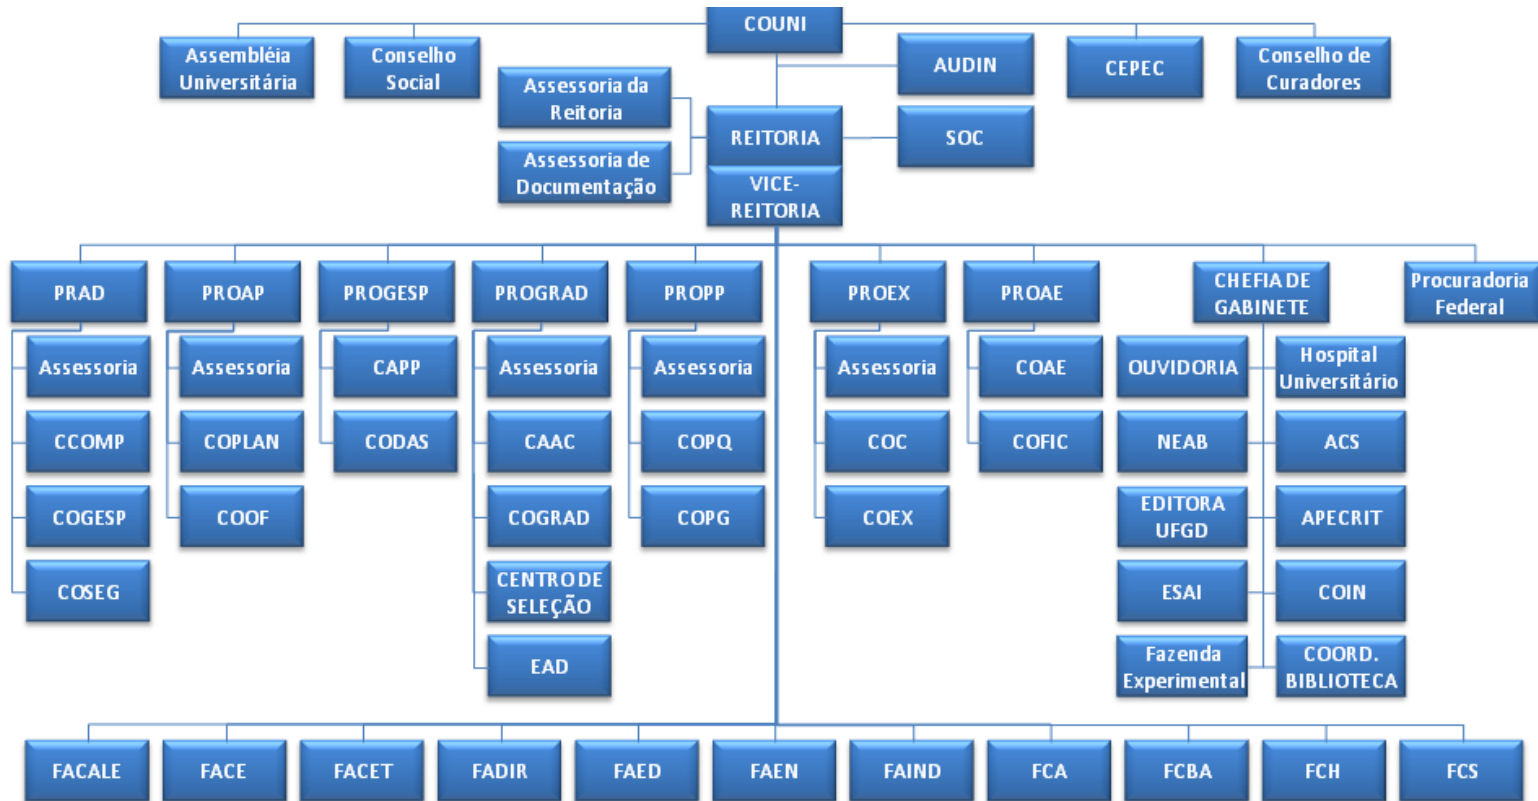 COUNI
Assembléia
Universitária
Conselho
Social
AUDIN
CEPEC
Conselho de
Curadores
Assessoria da
Reitoria
REITORIA
SOC
Assessoria de
Documentação
VICE-
REITORIA
PRAD
PROAP
PROGESP
PROGRAD
PROPP
PROEX
PROAE
CHEFIA DE
GABINETE
Procuradoria
Federal
Assessoria
Assessoria
CAPP
Assessoria
Assessoria
Assessoria
COAE
OUVIDORIA
Hospital
Universitário
CCOMP
COPLAN
CODAS
CAAC
COPQ
COC
COFIC
NEAB
ACS
COGESP
COOF
COGRAD
COPG
COEX
EDITORA
UFGD
APECRIT
COSEG
CENTRO DE
SELEÇÃO
ESAI
COIN
EAD
Fazenda
Experimental
COORD.
BIBLIOTECA
FACALE
FACE
FACET
FADIR
FAED
FAEN
FAIND
FCA
FCBA
FCH
FCS